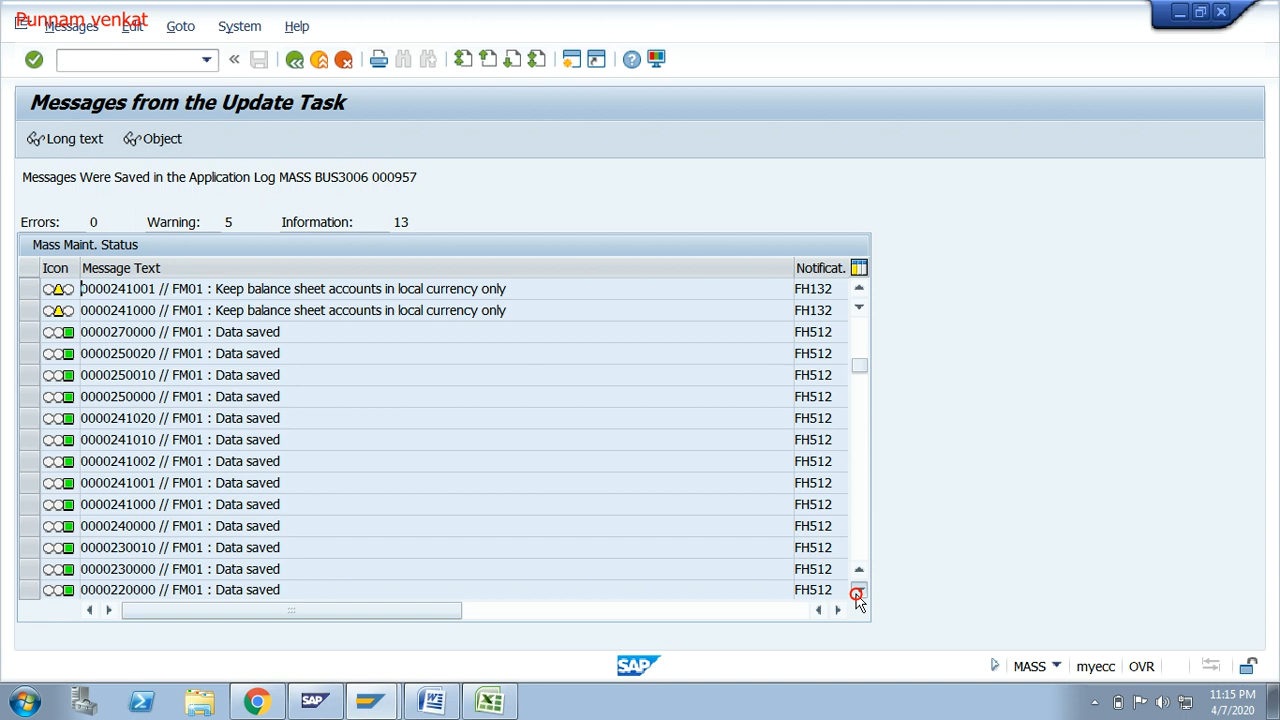 Punnam venkat
Messages Edit Goto System Help
Messages from the Update Task
Long text Object
Messages Were Saved in the Application Log MASS BUS3006 000957
Errors: 0 Warning: 5 Information: 13
Mass Maint. Status
Icon Message Text Notificat.
0000241001 // FM01 : Keep balance sheet accounts in local currency only FH132
0000241000 // FM01 : Keep balance sheet accounts in local currency only FH132
0000270000 // FM01 : Data saved FH512
0000250020 // FM01 : Data saved FH512
0000250010 // FM01 : Data saved FH512
0000250000 // FM01 : Data saved FH512
0000241020 // FM01 : Data saved FH512
0000241010 // FM01 : Data saved FH512
0000241002 // FM01 : Data saved FH512
0000241001 // FM01 : Data saved FH512
0000241000 // FM01 : Data saved FH512
0000240000 // FM01 : Data saved FH512
0000230010 // FM01 : Data saved FH512
0000230000 // FM01 : Data saved FH512
0000220000 // FM01 : Data saved FH512
SAP MASS myecc OVR
SAP 11:15 PM
4/7/2020